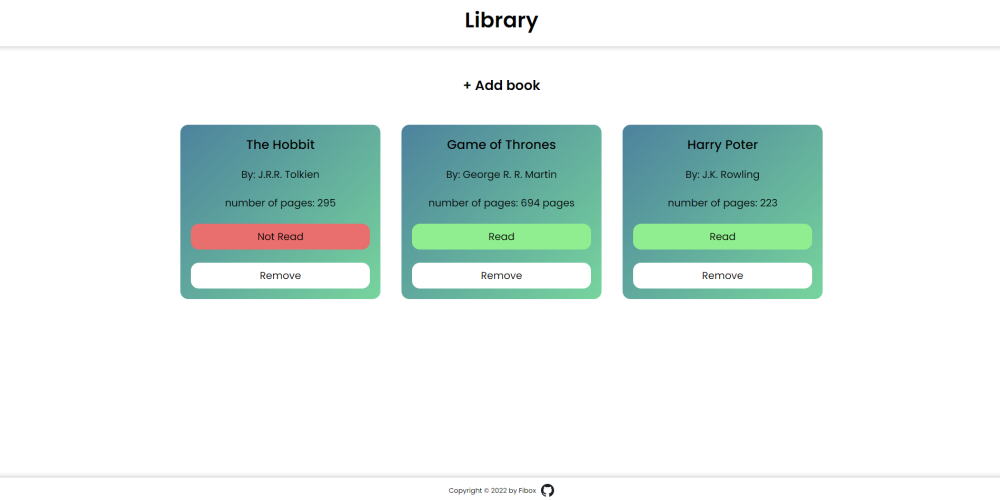 Library
+ Add book
The Hobbit
By: J.R.R. Tolkien
number of pages: 295
Not Read
Remove
Game of Thrones
By: George R. R. Martin
number of pages: 694 pages
Read
Remove
Harry Poter
By: J.K. Rowling
number of pages: 223
Read
Remove
Copyright © 2022 by Fibox